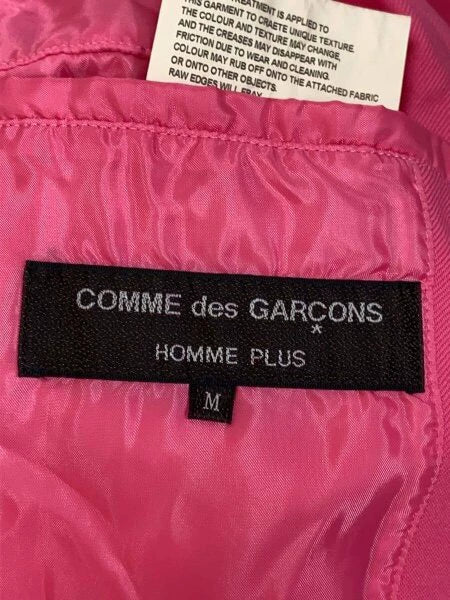 TREATMENT IS APPLIED TO
THIS GARMENT TO CRAETE UNIQUE TEXTURE.
THE COLOUR AND TEXTURE MAY CHANGE,
AND THE CREASES MAY DISAPPEAR WITH
FRICTION DUE TO WEAR AND CLEANING.
COLOUR MAY RUB OFF ONTO THE ATTACHED FABRIC
OR ONTO OTHER OBJECTS.
RAW EDGES WILL FRAY
COMME des GARÇONS
*
HOMME PLUS
M